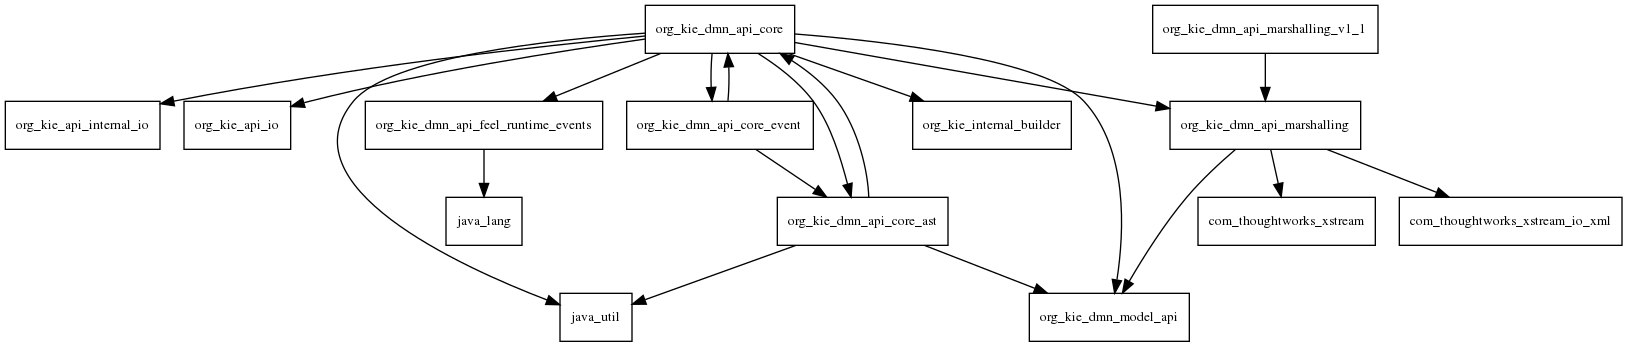 org_kie_dmn_api_core
org_kie_dmn_api_marshalling_v1_1
org_kie_api_internal_io
org_kie_api_io
org_kie_dmn_api_feel_runtime_events
org_kie_dmn_api_core_event
org_kie_internal_builder
org_kie_dmn_api_marshalling
java_lang
org_kie_dmn_api_core_ast
com_thoughtworks_xstream
com_thoughtworks_xstream_io_xml
java_util
org_kie_dmn_model_api